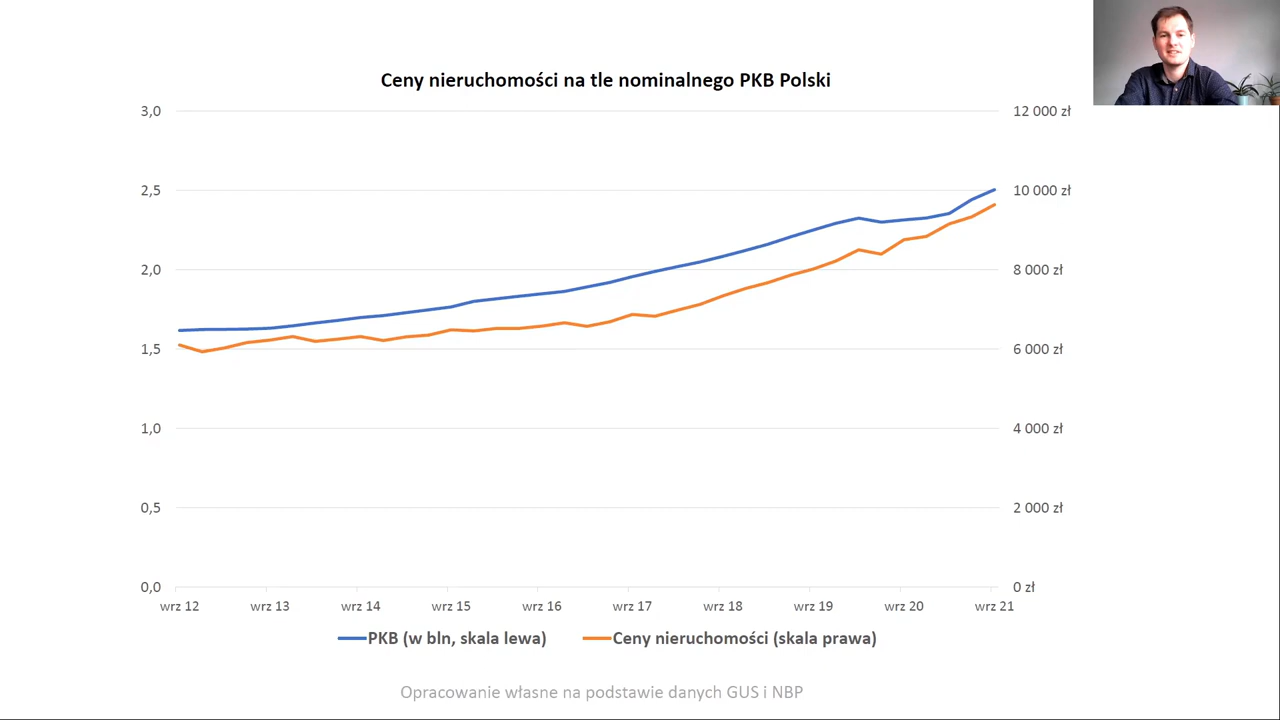 Ceny nieruchomości na tle nominalnego PKB Polski
3,0
12 000 zł
2,5
10 000 zł
2,0
8 000 zł
1,5
6 000 zł
1,0
4 000 zł
0,5
2 000 zł
0,0
0 zł
wrz 12 wrz 13 wrz 14 wrz 15 wrz 16 wrz 17 wrz 18 wrz 19 wrz 20 wrz 21
PKB (w bln, skala lewa) Ceny nieruchomości (skala prawa)
Opracowanie własne na podstawie danych GUS i NBP